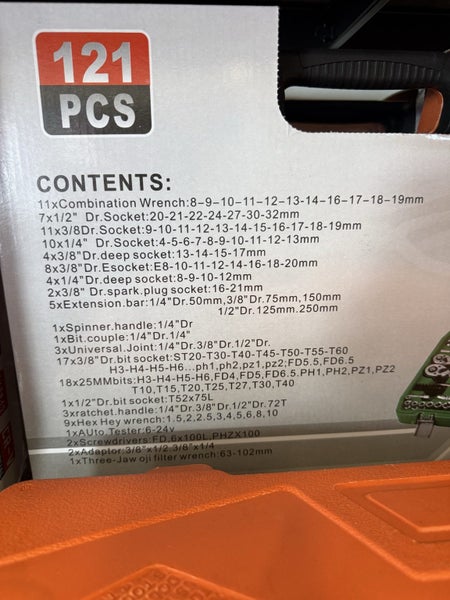 121
PCS
CONTENTS:
11xCombination Wrench:8-9-10-11-12-13-14-16-17-18-19mm
7x1/2" Dr.Socket:20-21-22-24-27-30-32mm
11x3/8Dr.Socket:9-10-11-12-13-14-15-16-17-18-19mm
10x1/4" Dr.Socket:4-5-6-7-8-9-10-11-12-13mm
4x3/8"Dr.deep socket:13-14-15-17mm
8x3/8"Dr.Esocket:E8-10-11-12-14-16-18-20mm
4x1/4"Dr.deep socket:8-9-10-12mm
2x3/8" Dr.spark.plug socket:16-21mm
5xExtension.bar:1/4"Dr.50mm,3/8"Dr.75mm,150mm
1/2"Dr.125mm.250mm
1xSpinner.handle:1/4"Dr
1xBit.couple:1/4"Dr.1/4"
3xUniversal.Joint:1/4"Dr.3/8"Dr.1/2"Dr.
17x3/8"Dr.bit socket:ST20-T30-T40-T45-T50-T55-T60
H3-H4-H5-H6...ph1,ph2,pz1,pz2;FD5.5,FD6.5
18x25MMbits:H3-H4-H5-H6,FD4,FD5,FD6.5,PH1,PH2,PZ1,PZ2
T10,T15,T20,T25,T27,T30,T40
1x1/2"Dr.bit socket:T52x75L
3xratchet.handle:1/4"Dr.3/8"Dr.1/2"Dr.72T
9xHex Hey wrench:1.5,2,2.5,3,4,5,6,8,10
1xAUto.Tester:6-24v
2xScrewdrivers:FD.6x100L,PHZX100
2xAdaptor:3/8"x1/2.3/8"x1/4
1xThree-Jaw oji filter wrench:63-102mm